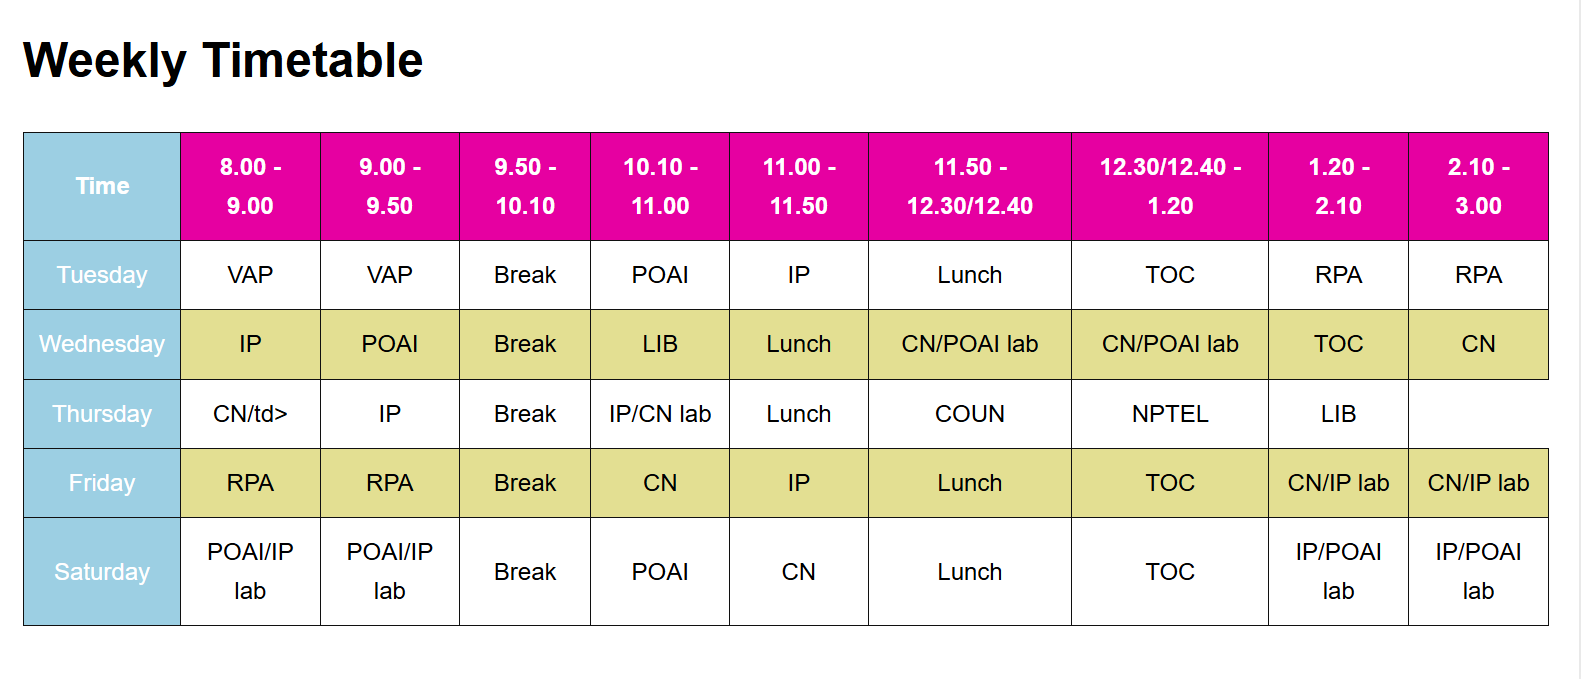 Weekly Timetable
Time 8.00 - 9.00 9.00 - 9.50 9.50 - 10.10 10.10 - 11.00 11.00 - 11.50 11.50 - 12.30/12.40 12.30/12.40 - 1.20 1.20 - 2.10 2.10 - 3.00
Tuesday VAP VAP Break POAI IP Lunch TOC RPA RPA
Wednesday IP POAI Break LIB Lunch CN/POAI lab CN/POAI lab TOC CN
Thursday CN/td> IP Break IP/CN lab Lunch COUN NPTEL LIB
Friday RPA RPA Break CN IP Lunch TOC CN/IP lab CN/IP lab
Saturday POAI/IP lab POAI/IP lab Break POAI CN Lunch TOC IP/POAI lab IP/POAI lab